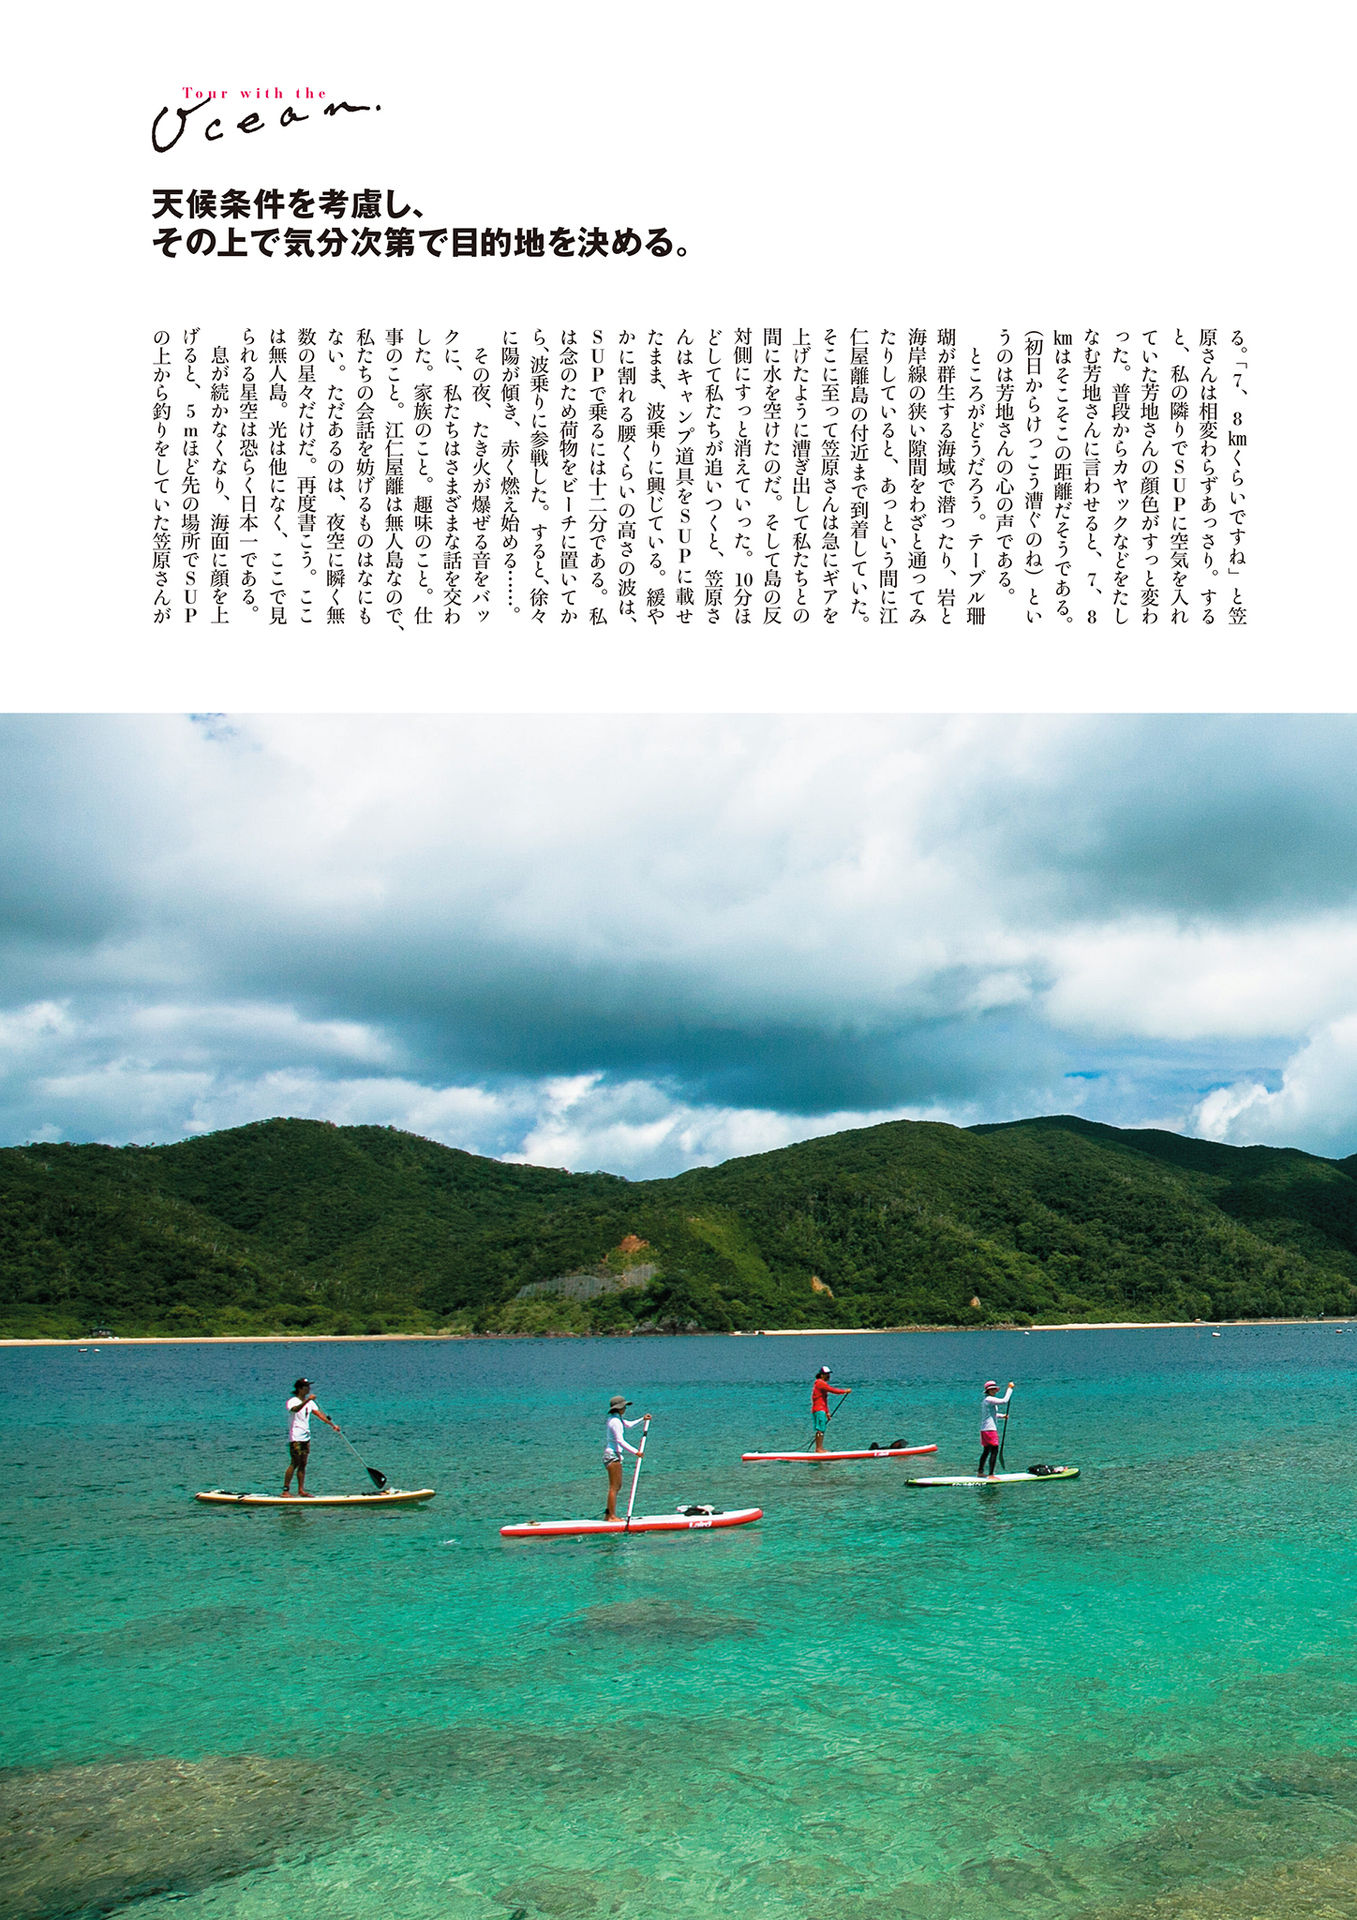 Tour with the
Ocean.
天候条件を考慮し、
その上で気分次第で目的地を決める。
る。「7、8㎞くらいですね」と笠
原さんは相変わらずあっさり。する
と、私の隣りでSUPに空気を入れ
ていた芳地さんの顔色がすっと変わ
った。普段からカヤックなどをたし
なむ芳地さんに言わせると、7、8
㎞はそこそこの距離だそうである。
(初日からけっこう漕ぐのね)とい
うのは芳地さんの心の声である。
ところがどうだろう。テーブル珊
瑚が群生する海域で潜ったり、岩と
海岸線の狭い隙間をわざと通ってみ
たりしていると、あっという間に江
仁屋離島の付近まで到着していた。
そこに至って笠原さんは急にギアを
上げたように漕ぎ出して私たちとの
間に水を空けたのだ。そして島の反
対側にすっと消えていった。10分ほ
どして私たちが追いつくと、笠原さ
んはキャンプ道具をSUPに載せ
たまま、波乗りに興じている。緩や
かに割れる腰くらいの高さの波は、
SUPで乗るには十二分である。私
は念のため荷物をビーチに置いてか
ら、波乗りに参戦した。すると、徐々
に陽が傾き、赤く燃え始める……。
その夜、たき火が爆ぜる音をバッ
クに、私たちはさまざまな話を交わ
した。家族のこと。趣味のこと。仕
事のこと。江仁屋離は無人島なので、
私たちの会話を妨げるものはなにも
ない。ただあるのは、夜空に瞬く無
数の星々だけだ。再度書こう。ここ
は無人島。光は他になく、ここで見
られる星空は恐らく日本一である。
息が続かなくなり、海面に顔を上
げると、5mほど先の場所でSUP
の上から釣りをしていた笠原さんが